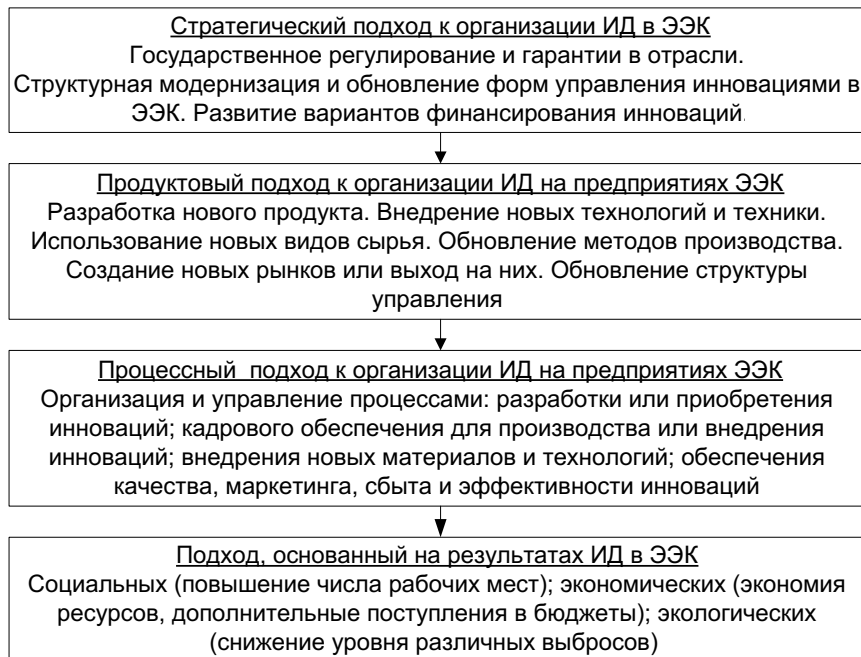 Стратегический подход к организации ИД в ЭЭК
Государственное регулирование и гарантии в отрасли.
Структурная модернизация и обновление форм управления инновациями в
ЭЭК. Развитие вариантов финансирования инноваций.
Продуктовый подход к организации ИД на предприятиях ЭЭК
Разработка нового продукта. Внедрение новых технологий и техники.
Использование новых видов сырья. Обновление методов производства.
Создание новых рынков или выход на них. Обновление структуры
управления
Процессный подход к организации ИД на предприятиях ЭЭК
Организация и управление процессами: разработки или приобретения
инноваций; кадрового обеспечения для производства или внедрения
инноваций; внедрения новых материалов и технологий; обеспечения
качества, маркетинга, сбыта и эффективности инноваций
Подход, основанный на результатах ИД в ЭЭК
Социальных (повышение числа рабочих мест); экономических (экономия
ресурсов, дополнительные поступления в бюджеты); экологических
(снижение уровня различных выбросов)